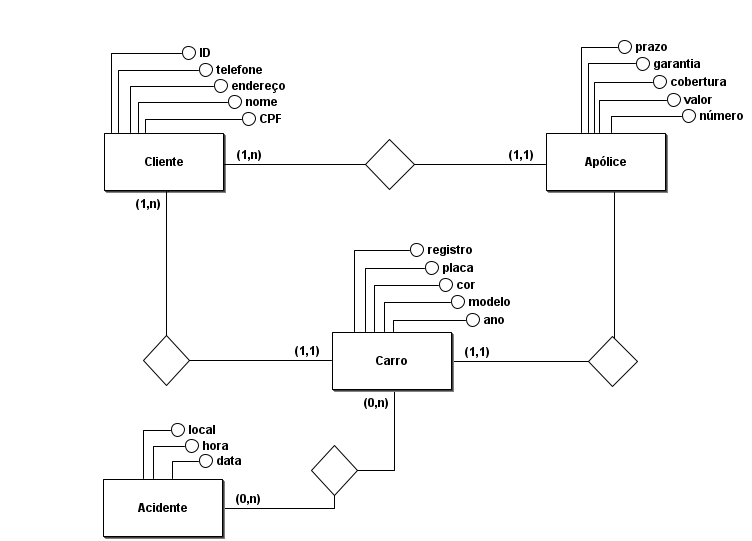 ID
telefone
endereço
nome
CPF
Cliente
(1,n)
(1,n)
prazo
garantia
cobertura
valor
número
(1,1)
Apólice
registro
placa
cor
modelo
ano
(1,1)
Carro
(1,1)
(0,n)
local
hora
data
Acidente
(0,n)